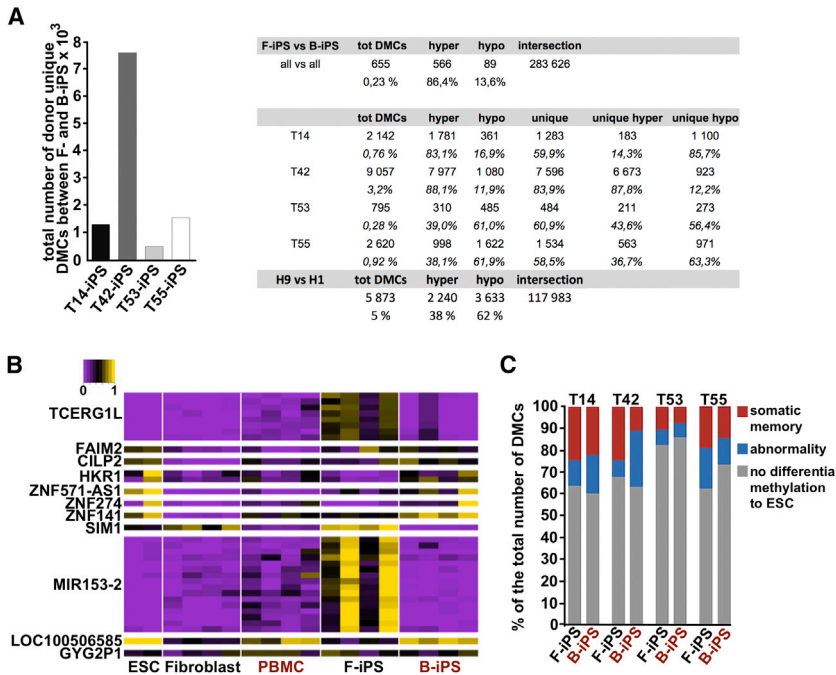 A
total number of donor unique
DMCs between F- and B-iPS x 10³
8
7
6
5
4
3
2
1
0
T14-iPS
T42-iPS
T53-iPS
T55-iPS
F-iPS vs B-iPS tot DMCs hyper hypo intersection
all vs all 655 566 89 283 626
0,23 % 86,4% 13,6%
tot DMCs hyper hypo unique unique hyper unique hypo
T14 2 142 1 781 361 1 283 183 1 100
0,76 % 83,1% 16,9% 59,9% 14,3% 85,7%
T42 9 057 7 977 1 080 7 596 6 673 923
3,2% 88,1% 11,9% 83,9% 87,8% 12,2%
T53 795 310 485 484 211 273
0,28 % 39,0% 61,0% 60,9% 43,6% 56,4%
T55 2 620 998 1 622 1 534 563 971
0,92 % 38,1% 61,9% 58,5% 36,7% 63,3%
H9 vs H1 tot DMCs hyper hypo intersection
5 873 2 240 3 633 117 983
5 % 38 % 62 %
B
0 1
TCERG1L
FAIM2
CILP2
HKR1
ZNF571-AS1
ZNF274
ZNF141
SIM1
MIR153-2
LOC100506585
GYG2P1
ESC Fibroblast PBMC F-iPS B-iPS
C
% of the total number of DMCs
100
90
80
70
60
50
40
30
20
10
0
T14 T42 T53 T55
F-iPS
B-iPS
F-iPS
B-iPS
F-iPS
B-iPS
F-iPS
B-iPS
somatic
memory
abnormality
no differentia
methylation
to ESC